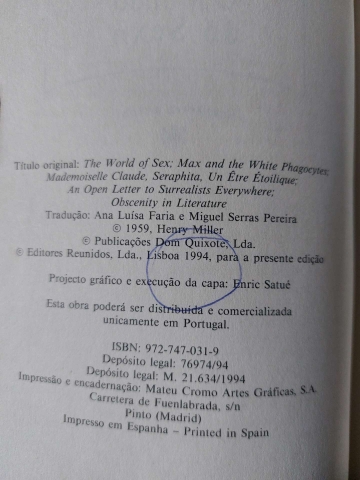 Título original: The World of Sex; Max and the White Phagocytes;
Mademoiselle Claude, Seraphita, Un Être Étoilique;
An Open Letter to Surrealists Everywhere;
Obscenity in Literature
Tradução: Ana Luísa Faria e Miguel Serras Pereira
© 1959, Henry Miller
© Publicações Dom Quixote, Lda.
© Editores Reunidos, Lda., Lisboa 1994, para a presente edição
Projecto gráfico e execução da capa: Enric Satué
Esta obra poderá ser distribuída e comercializada
unicamente em Portugal.
ISBN: 972-747-031-9
Depósito legal: 76974/94
Depósito legal: M. 21.634/1994
Impressão e encadernação: Mateu Cromo Artes Gráficas, S.A.
Carretera de Fuenlabrada, s/n
Pinto (Madrid)
Impresso em Espanha – Printed in Spain